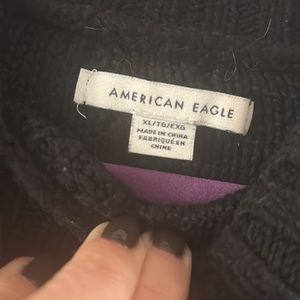 AMERICAN EAGLE
XL/TG/EXG
MADE IN CHINA
FABRIQUÉ EN
CHINE